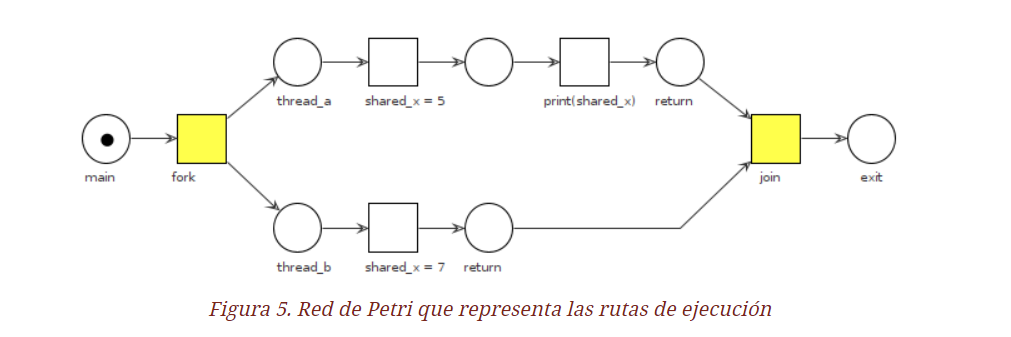 thread_a
shared_x = 5
print(shared_x)
return
main
fork
join
exit
thread_b
shared_x = 7
return
Figura 5. Red de Petri que representa las rutas de ejecución